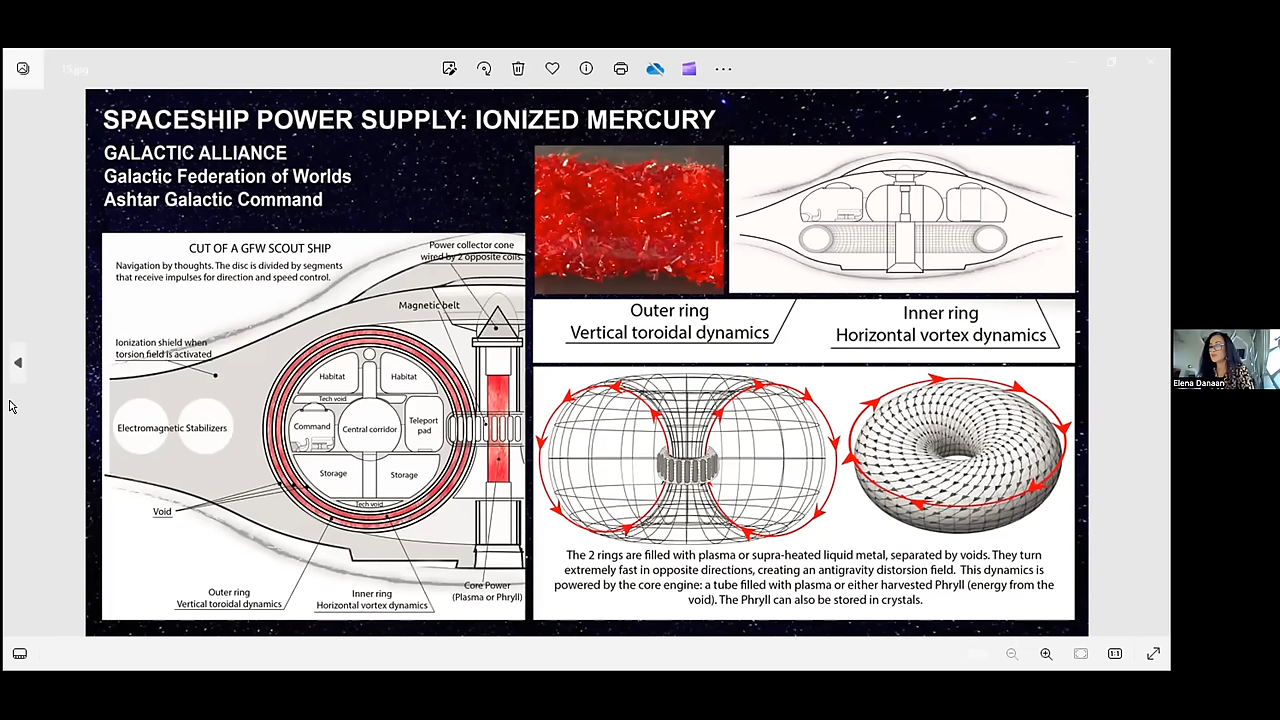 15.jpg
SPACESHIP POWER SUPPLY: IONIZED MERCURY
GALACTIC ALLIANCE
Galactic Federation of Worlds
Ashtar Galactic Command
CUT OF A GFW SCOUT SHIP
Navigation by thoughts. The disc is divided by segments
that receive impulses for direction and speed control.
Power collector cone
wired by 2 opposite coils.
Magnetic belt
Ionization shield when
torsion field is activated
Habitat
Habitat
Tech void
Command
Central corridor
Teleport
pad
Electromagnetic Stabilizers
Storage
Storage
Tech void
Void
Outer ring
Vertical toroidal dynamics
Inner ring
Horizontal vortex dynamics
Core Power
(Plasma or Phryll)
Outer ring
Vertical toroidal dynamics
Inner ring
Horizontal vortex dynamics
The 2 rings are filled with plasma or supra-heated liquid metal, separated by voids. They turn
extremely fast in opposite directions, creating an antigravity distorsion field. This dynamics is
powered by the core engine: a tube filled with plasma or either harvested Phryll (energy from the
void). The Phryll can also be stored in crystals.
Elena Danaan
1:1